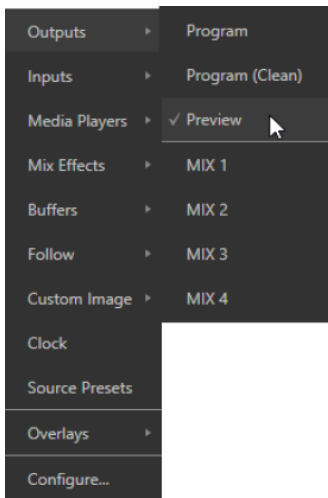 Outputs
Inputs
Media Players
Mix Effects
Buffers
Follow
Custom Image
Clock
Source Presets
Overlays
Configure...
Program
Program (Clean)
Preview
MIX 1
MIX 2
MIX 3
MIX 4